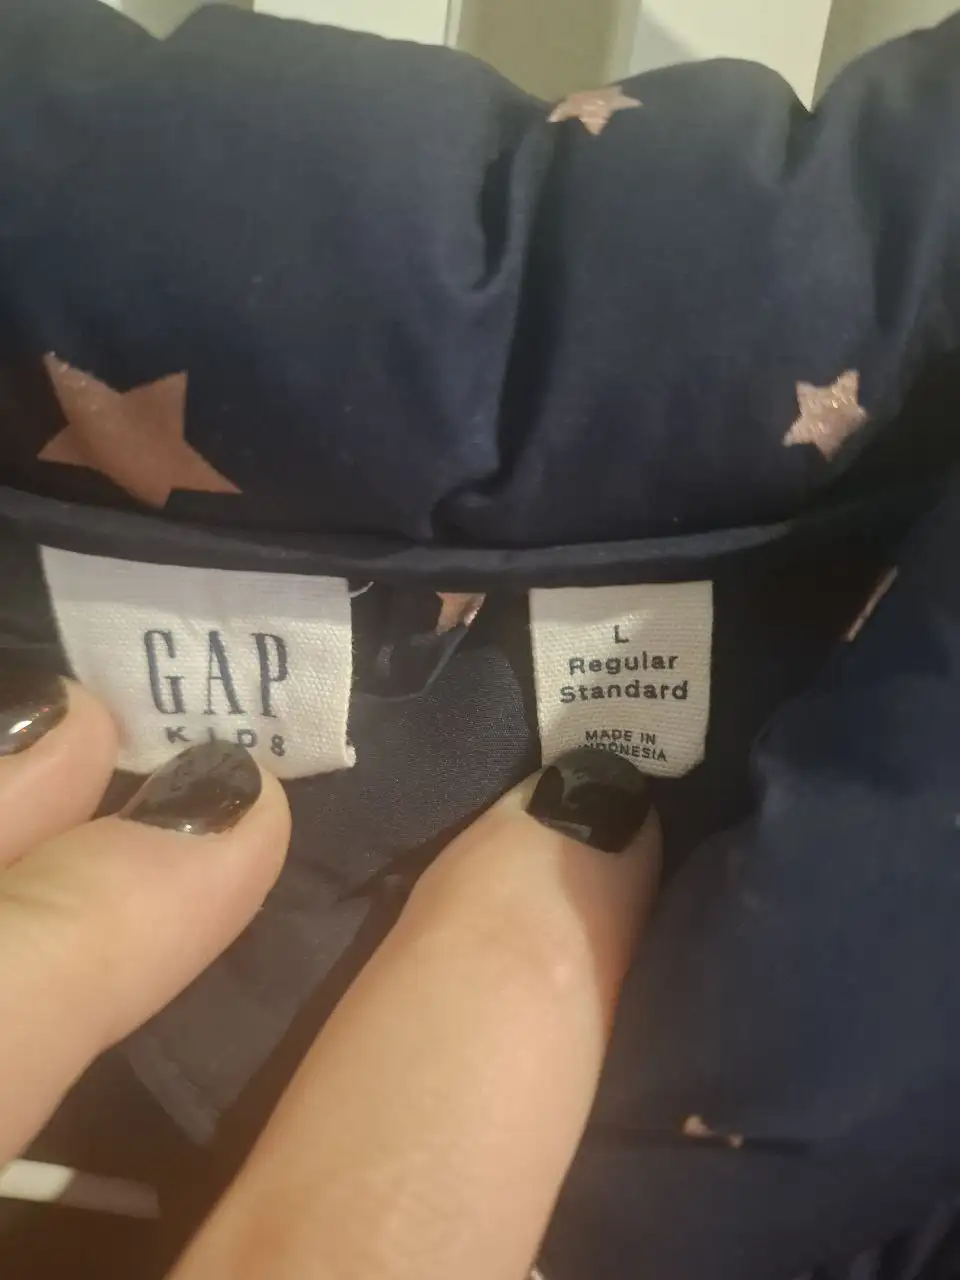 GAP
KIDS
L
Regular
Standard
MADE IN
INDONESIA